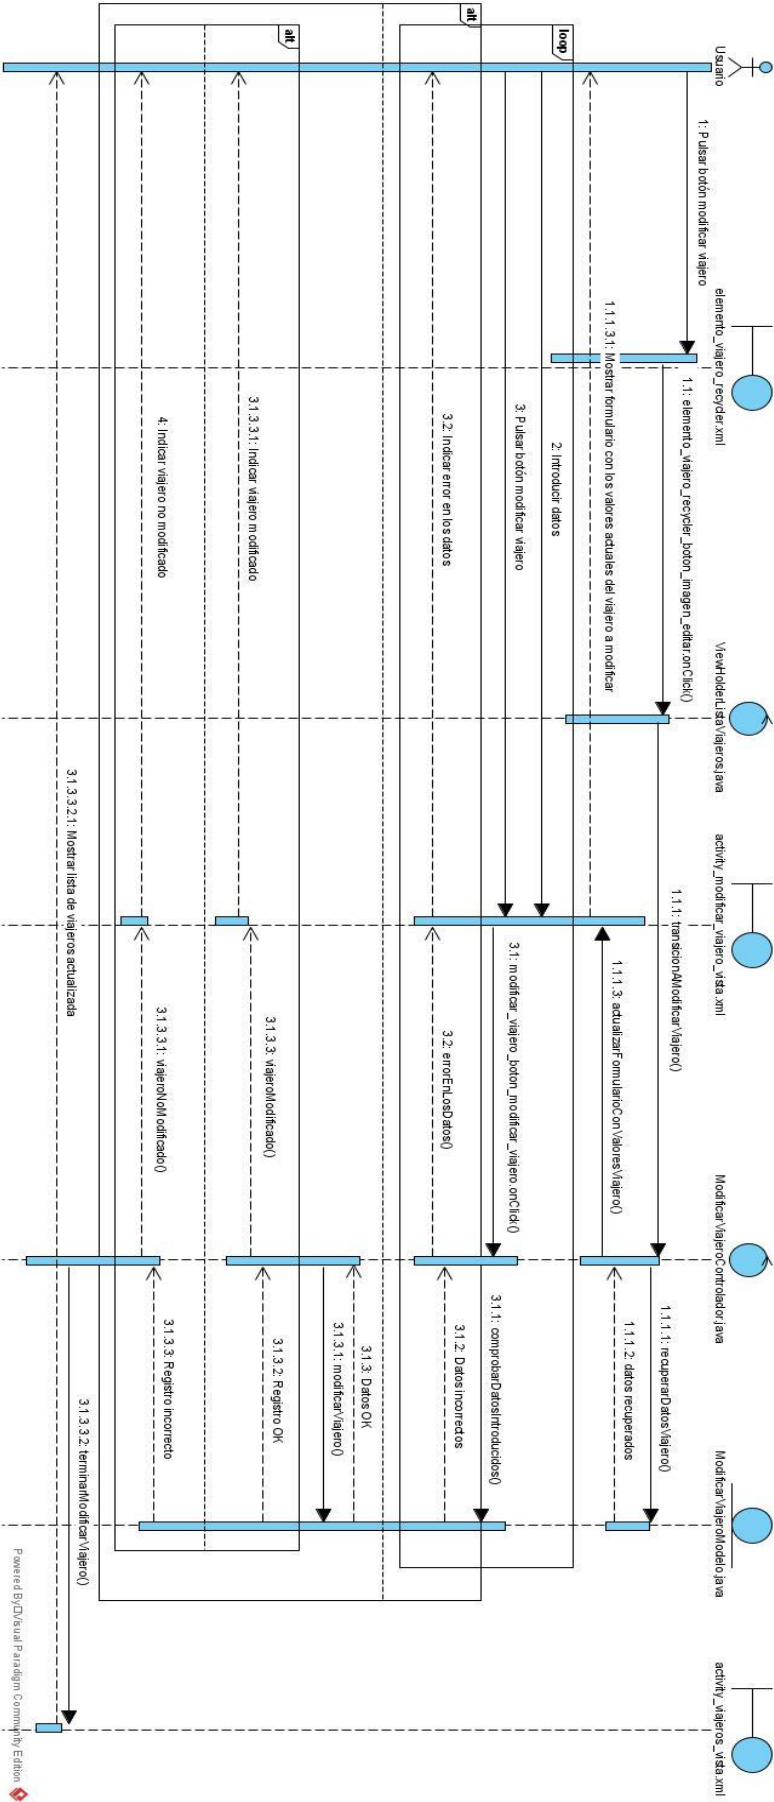 Usuario
elemento_viajero_recycler.xml
ViewHolderListaViajeros.java
activity_modificar_viajero_vista.xml
ModificarViajeroControlador.java
ModificarViajeroModelo.java
activity_viajeros_vista.xml
1: Pulsar botón modificar viajero
1.1: elemento_viajero_recycler_boton_imagen_editar.onClick()
1.1.1: transicionAModificarViajero()
1.1.1.1: recuperarDatosViajero()
1.1.1.2: datos recuperados
1.1.1.3: actualizarFormularioConValoresViajero()
1.1.1.3.1: Mostrar formulario con los valores actuales del viajero a modificar
loop
2: Introducir datos
3: Pulsar botón modificar viajero
3.1: modificar_viajero_boton_modificar_viajero.onClick()
alt
3.1.1: comprobarDatosIntroducidos()
3.1.2: Datos incorrectos
3.2: errorEnLosDatos()
3.2: Indicar error en los datos
3.1.3: Datos OK
3.1.3.1: modificarViajero()
alt
3.1.3.2: Registro OK
3.1.3.3: viajeroModificado()
3.1.3.3.1: Indicar viajero modificado
3.1.3.3: Registro incorrecto
3.1.3.3.1: viajeroNoModificado()
4: Indicar viajero no modificado
3.1.3.3.2: terminarModificarViajero()
3.1.3.3.2.1: Mostrar lista de viajeros actualizada
Powered By Visual Paradigm Community Edition